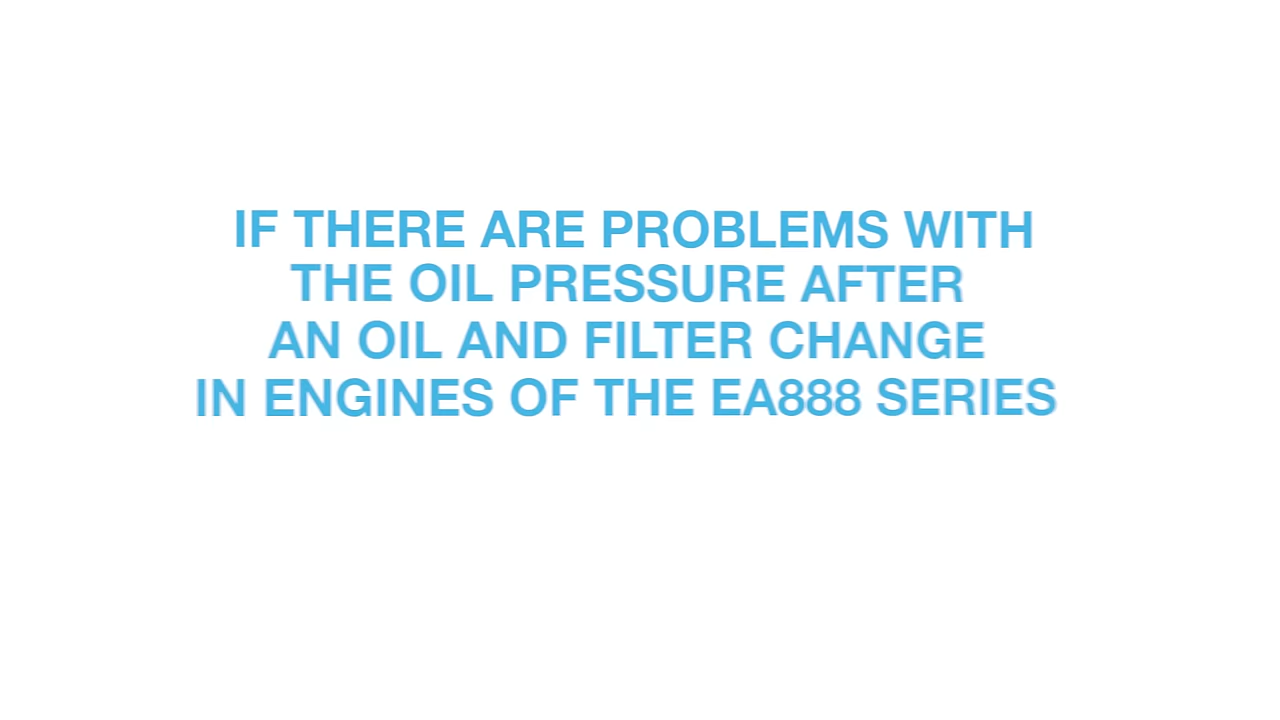 IF THERE ARE PROBLEMS WITH
THE OIL PRESSURE AFTER
AN OIL AND FILTER CHANGE
IN ENGINES OF THE EA888 SERIES